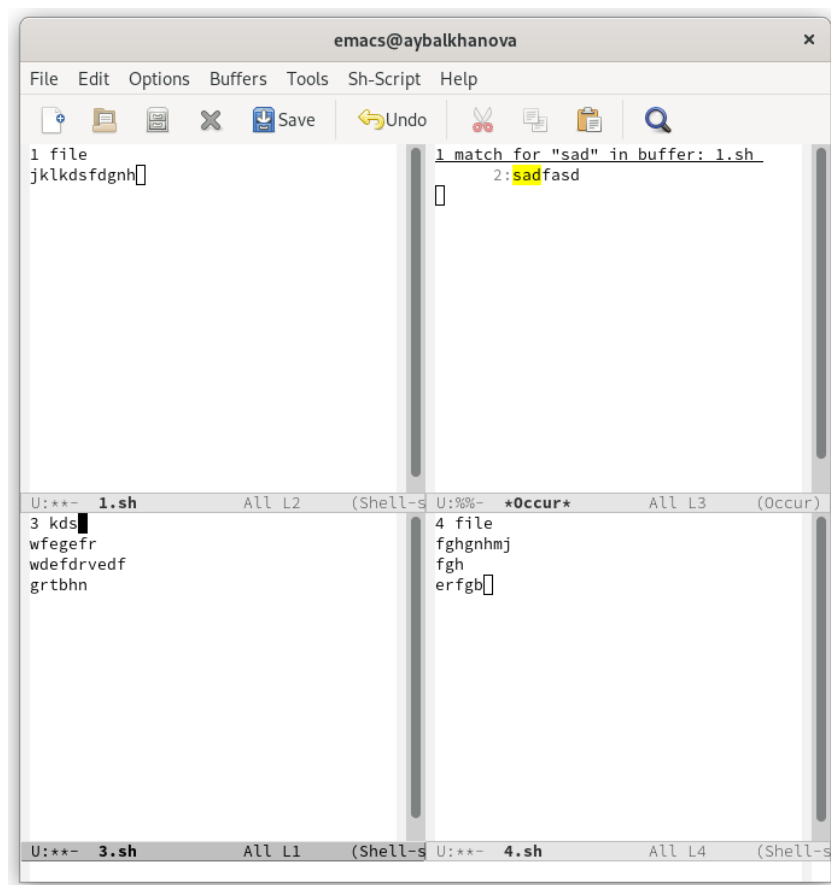 emacs@aybalkhanova ×
File Edit Options Buffers Tools Sh-Script Help
Save Undo
1 file
jklkdsfdgnh
U:**- 1.sh All L2 (Shell-s
1 match for "sad" in buffer: 1.sh
2:sadfasd
U:%%- *Occur* All L3 (Occur)
3 kds
wfegefr
wdefdrvedf
grtbhn
U:**- 3.sh All L1 (Shell-s
4 file
fghgnhmj
fgh
erfgb
U:**- 4.sh All L4 (Shell-s